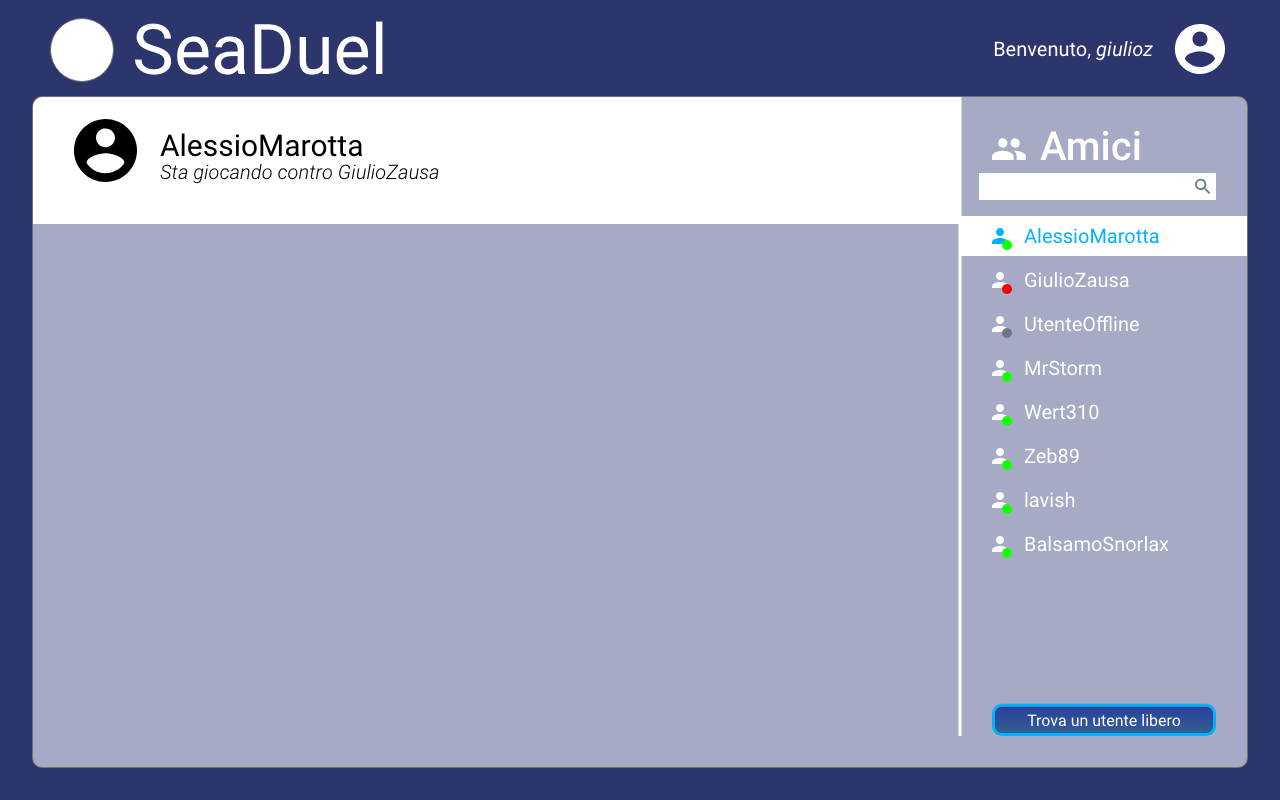 SeaDuel
Benvenuto, giulioz
AlessioMarotta
Sta giocando contro GiulioZausa
Amici
AlessioMarotta
GiulioZausa
UtenteOffline
MrStorm
Wert310
Zeb89
lavish
BalsamoSnorlax
Trova un utente libero